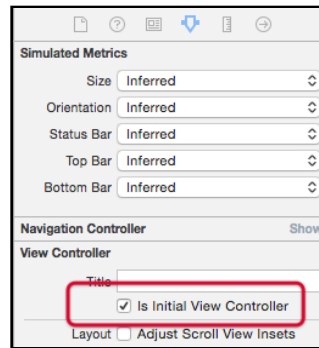 Simulated Metrics
Size Inferred
Orientation Inferred
Status Bar Inferred
Top Bar Inferred
Bottom Bar Inferred
Navigation Controller Show
View Controller
Title
Is Initial View Controller
Layout Adjust Scroll View Insets